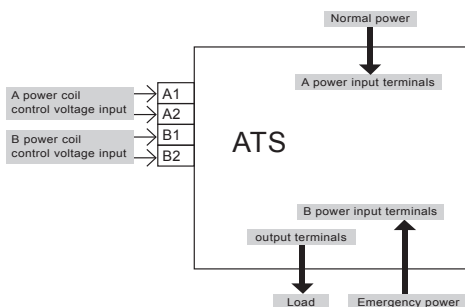 Normal power
A power input terminals
A power coil
control voltage input
A1
A2
B power coil
control voltage input
B1
B2
ATS
B power input terminals
output terminals
Load
Emergency power